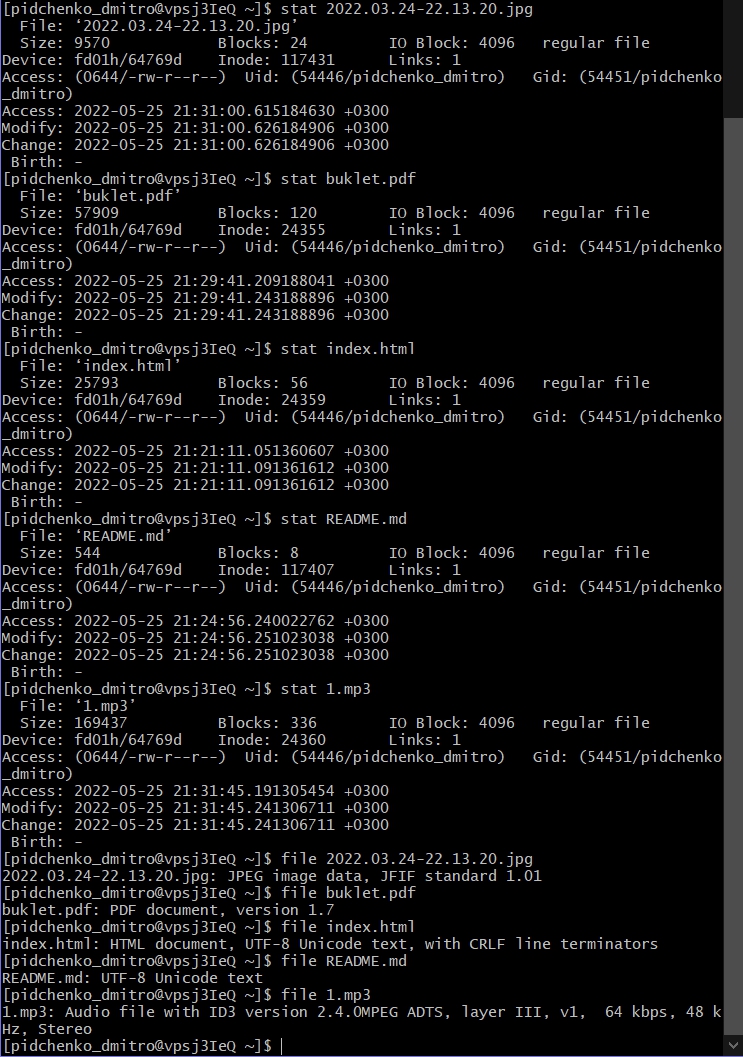 [pidchenko_dmitro@vpsj3IeQ ~]$ stat 2022.03.24-22.13.20.jpg
  File: ‘2022.03.24-22.13.20.jpg’
  Size: 9570            Blocks: 24         IO Block: 4096   regular file
Device: fd01h/64769d    Inode: 117431      Links: 1
Access: (0644/-rw-r--r--)  Uid: (54446/pidchenko_dmitro)   Gid: (54451/pidchenko
_dmitro)
Access: 2022-05-25 21:31:00.615184630 +0300
Modify: 2022-05-25 21:31:00.626184906 +0300
Change: 2022-05-25 21:31:00.626184906 +0300
 Birth: -
[pidchenko_dmitro@vpsj3IeQ ~]$ stat buklet.pdf
  File: ‘buklet.pdf’
  Size: 57909           Blocks: 120        IO Block: 4096   regular file
Device: fd01h/64769d    Inode: 24355       Links: 1
Access: (0644/-rw-r--r--)  Uid: (54446/pidchenko_dmitro)   Gid: (54451/pidchenko
_dmitro)
Access: 2022-05-25 21:29:41.209188041 +0300
Modify: 2022-05-25 21:29:41.243188896 +0300
Change: 2022-05-25 21:29:41.243188896 +0300
 Birth: -
[pidchenko_dmitro@vpsj3IeQ ~]$ stat index.html
  File: ‘index.html’
  Size: 25793           Blocks: 56         IO Block: 4096   regular file
Device: fd01h/64769d    Inode: 24359       Links: 1
Access: (0644/-rw-r--r--)  Uid: (54446/pidchenko_dmitro)   Gid: (54451/pidchenko
_dmitro)
Access: 2022-05-25 21:21:11.051360607 +0300
Modify: 2022-05-25 21:21:11.091361612 +0300
Change: 2022-05-25 21:21:11.091361612 +0300
 Birth: -
[pidchenko_dmitro@vpsj3IeQ ~]$ stat README.md
  File: ‘README.md’
  Size: 544             Blocks: 8          IO Block: 4096   regular file
Device: fd01h/64769d    Inode: 117407      Links: 1
Access: (0644/-rw-r--r--)  Uid: (54446/pidchenko_dmitro)   Gid: (54451/pidchenko
_dmitro)
Access: 2022-05-25 21:24:56.240022762 +0300
Modify: 2022-05-25 21:24:56.251023038 +0300
Change: 2022-05-25 21:24:56.251023038 +0300
 Birth: -
[pidchenko_dmitro@vpsj3IeQ ~]$ stat 1.mp3
  File: ‘1.mp3’
  Size: 169437          Blocks: 336        IO Block: 4096   regular file
Device: fd01h/64769d    Inode: 24360       Links: 1
Access: (0644/-rw-r--r--)  Uid: (54446/pidchenko_dmitro)   Gid: (54451/pidchenko
_dmitro)
Access: 2022-05-25 21:31:45.191305454 +0300
Modify: 2022-05-25 21:31:45.241306711 +0300
Change: 2022-05-25 21:31:45.241306711 +0300
 Birth: -
[pidchenko_dmitro@vpsj3IeQ ~]$ file 2022.03.24-22.13.20.jpg
2022.03.24-22.13.20.jpg: JPEG image data, JFIF standard 1.01
[pidchenko_dmitro@vpsj3IeQ ~]$ file buklet.pdf
buklet.pdf: PDF document, version 1.7
[pidchenko_dmitro@vpsj3IeQ ~]$ file index.html
index.html: HTML document, UTF-8 Unicode text, with CRLF line terminators
[pidchenko_dmitro@vpsj3IeQ ~]$ file README.md
README.md: UTF-8 Unicode text
[pidchenko_dmitro@vpsj3IeQ ~]$ file 1.mp3
1.mp3: Audio file with ID3 version 2.4.0MPEG ADTS, layer III, v1,  64 kbps, 48 k
Hz, Stereo
[pidchenko_dmitro@vpsj3IeQ ~]$